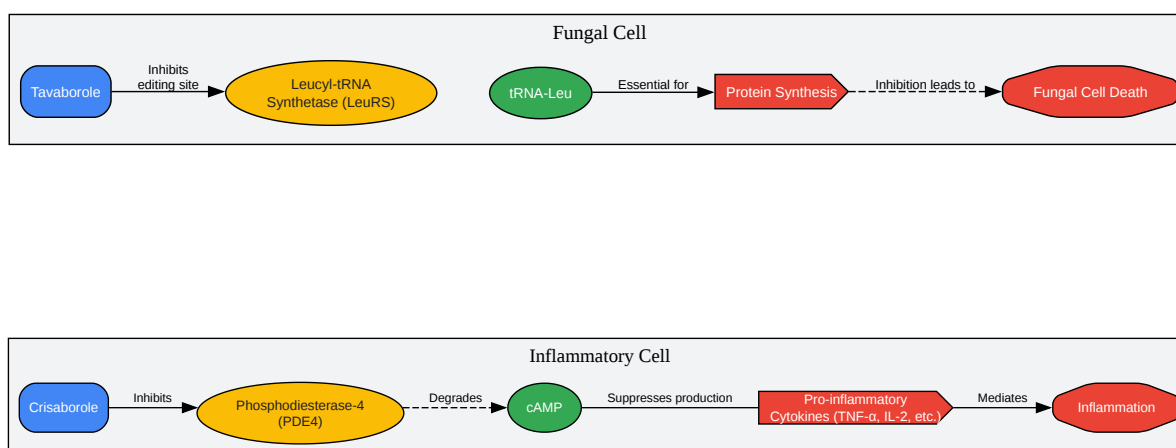 Fungal Cell
Tavaborole
Inhibits
editing site
Leucyl-tRNA
Synthetase (LeuRS)
tRNA-Leu
Essential for
Protein Synthesis
Inhibition leads to
Fungal Cell Death
Inflammatory Cell
Crisaborole
Inhibits
Phosphodiesterase-4
(PDE4)
Degrades
cAMP
Suppresses production
Pro-inflammatory
Cytokines (TNF-α, IL-2, etc.)
Mediates
Inflammation